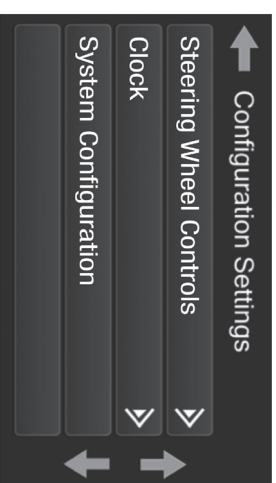 Configuration Settings
Steering Wheel Controls
Clock
System Configuration